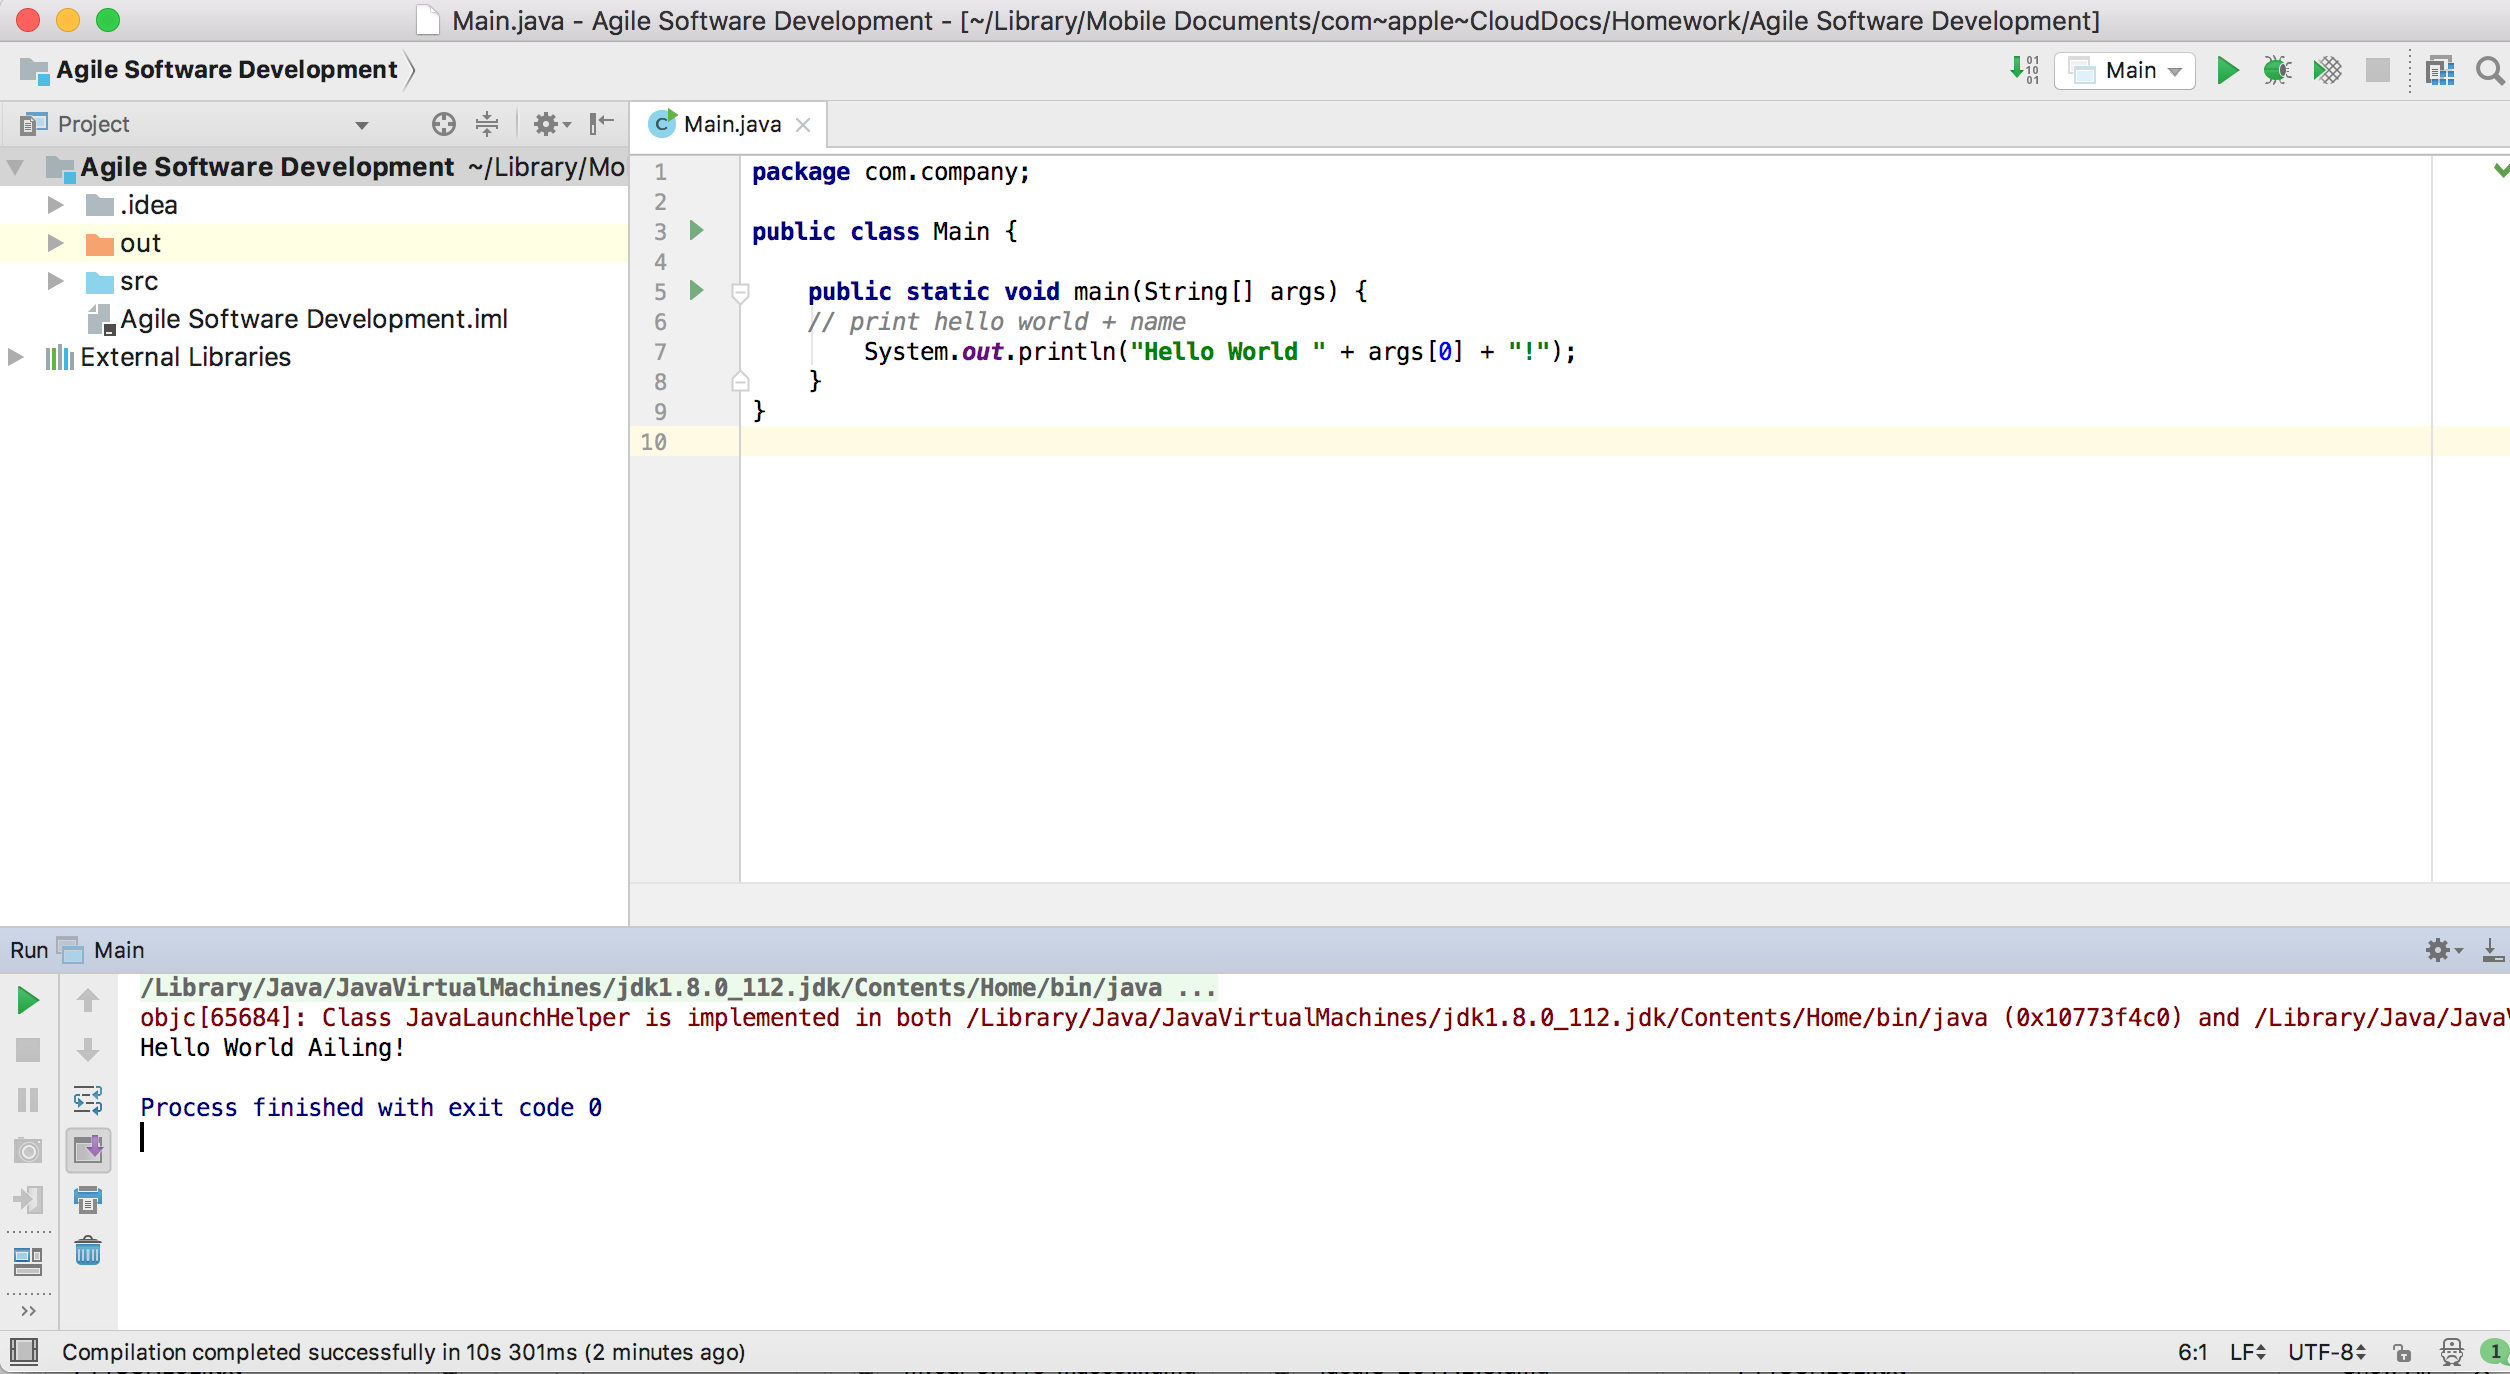 Main.java - Agile Software Development - [~/Library/Mobile Documents/com~apple~CloudDocs/Homework/Agile Software Development]
Agile Software Development
Main
Project
Main.java
Agile Software Development ~/Library/Mo
.idea
out
src
Agile Software Development.iml
External Libraries
1 package com.company;
2
3 public class Main {
4
5 public static void main(String[] args) {
6 // print hello world + name
7 System.out.println("Hello World " + args[0] + "!");
8 }
9 }
10
Run Main
/Library/Java/JavaVirtualMachines/jdk1.8.0_112.jdk/Contents/Home/bin/java ...
objc[65684]: Class JavaLaunchHelper is implemented in both /Library/Java/JavaVirtualMachines/jdk1.8.0_112.jdk/Contents/Home/bin/java (0x10773f4c0) and /Library/Java/JavaV
Hello World Ailing!
Process finished with exit code 0
Compilation completed successfully in 10s 301ms (2 minutes ago)
6:1 LF UTF-8 1